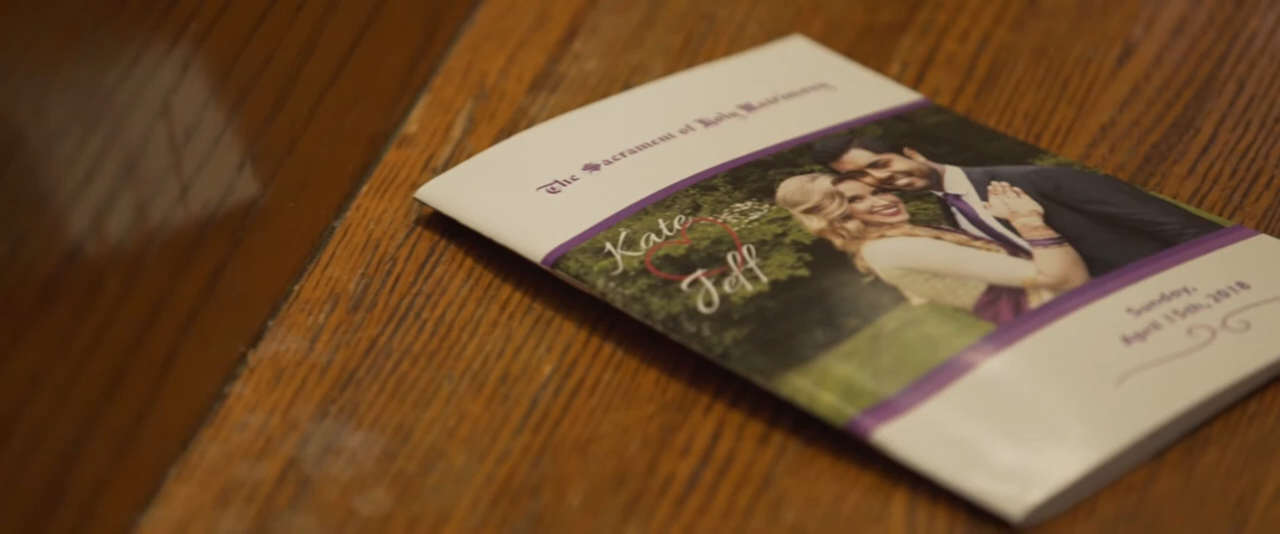 The Sacrament of Holy Matrimony
Kate
Jeff
Sunday,
April 15th, 2018